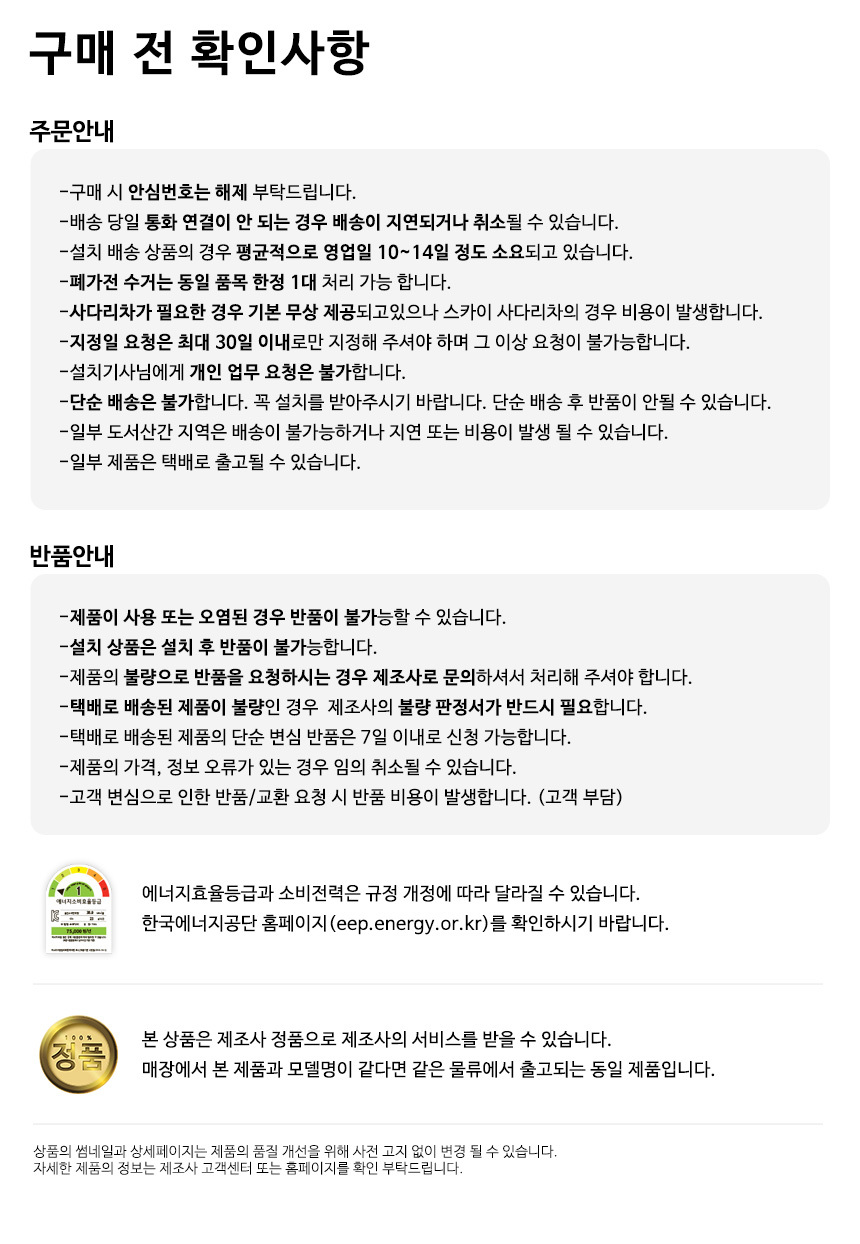 구매 전 확인사항
주문안내
-구매 시 안심번호는 해제 부탁드립니다.
-배송 당일 통화 연결이 안 되는 경우 배송이 지연되거나 취소될 수 있습니다.
-설치 배송 상품의 경우 평균적으로 영업일 10~14일 정도 소요되고 있습니다.
-폐가전 수거는 동일 품목 한정 1대 처리 가능 합니다.
-사다리차가 필요한 경우 기본 무상 제공되고있으나 스카이 사다리차의 경우 비용이 발생합니다.
-지정일 요청은 최대 30일 이내로만 지정해 주셔야 하며 그 이상 요청이 불가능합니다.
-설치기사님에게 개인 업무 요청은 불가합니다.
-단순 배송은 불가합니다. 꼭 설치를 받아주시기 바랍니다. 단순 배송 후 반품이 안될 수 있습니다.
-일부 도서산간 지역은 배송이 불가능하거나 지연 또는 비용이 발생 될 수 있습니다.
-일부 제품은 택배로 출고될 수 있습니다.
반품안내
-제품이 사용 또는 오염된 경우 반품이 불가능할 수 있습니다.
-설치 상품은 설치 후 반품이 불가능합니다.
-제품의 불량으로 반품을 요청하시는 경우 제조사로 문의하셔서 처리해 주셔야 합니다.
-택배로 배송된 제품이 불량인 경우 제조사의 불량 판정서가 반드시 필요합니다.
-택배로 배송된 제품의 단순 변심 반품은 7일 이내로 신청 가능합니다.
-제품의 가격, 정보 오류가 있는 경우 임의 취소될 수 있습니다.
-고객 변심으로 인한 반품/교환 요청 시 반품 비용이 발생합니다. (고객 부담)
1
에너지소비효율등급
에너지효율등급과 소비전력은 규정 개정에 따라 달라질 수 있습니다.
한국에너지공단 홈페이지(eep.energy.or.kr)를 확인하시기 바랍니다.
100%
정품
본 상품은 제조사 정품으로 제조사의 서비스를 받을 수 있습니다.
매장에서 본 제품과 모델명이 같다면 같은 물류에서 출고되는 동일 제품입니다.
상품의 썸네일과 상세페이지는 제품의 품질 개선을 위해 사전 고지 없이 변경 될 수 있습니다.
자세한 제품의 정보는 제조사 고객센터 또는 홈페이지를 확인 부탁드립니다.